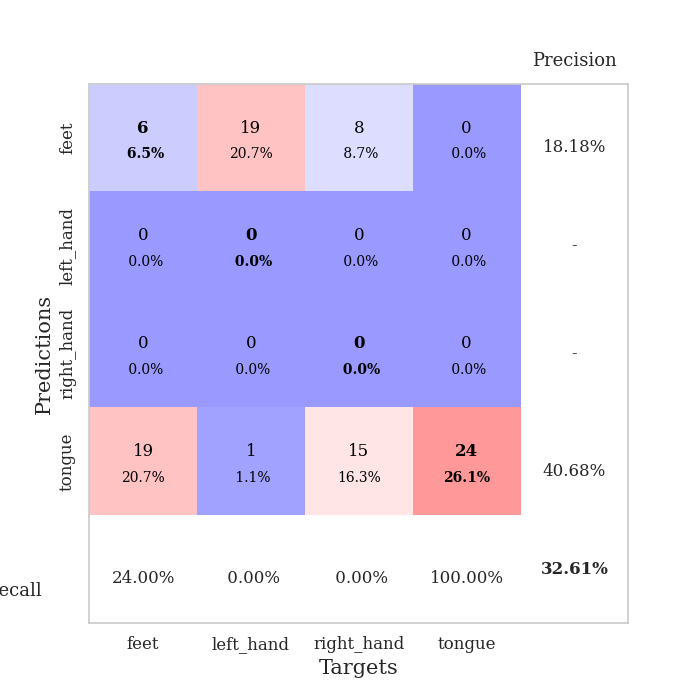 Precision
feet
6 19 8 0 18.18%
6.5% 20.7% 8.7% 0.0%
left_hand
0 0 0 0 -
0.0% 0.0% 0.0% 0.0%
Predictions
right_hand
0 0 0 0 -
0.0% 0.0% 0.0% 0.0%
tongue
19 1 15 24 40.68%
20.7% 1.1% 16.3% 26.1%
ecall 24.00% 0.00% 0.00% 100.00% 32.61%
feet left_hand right_hand tongue
Targets